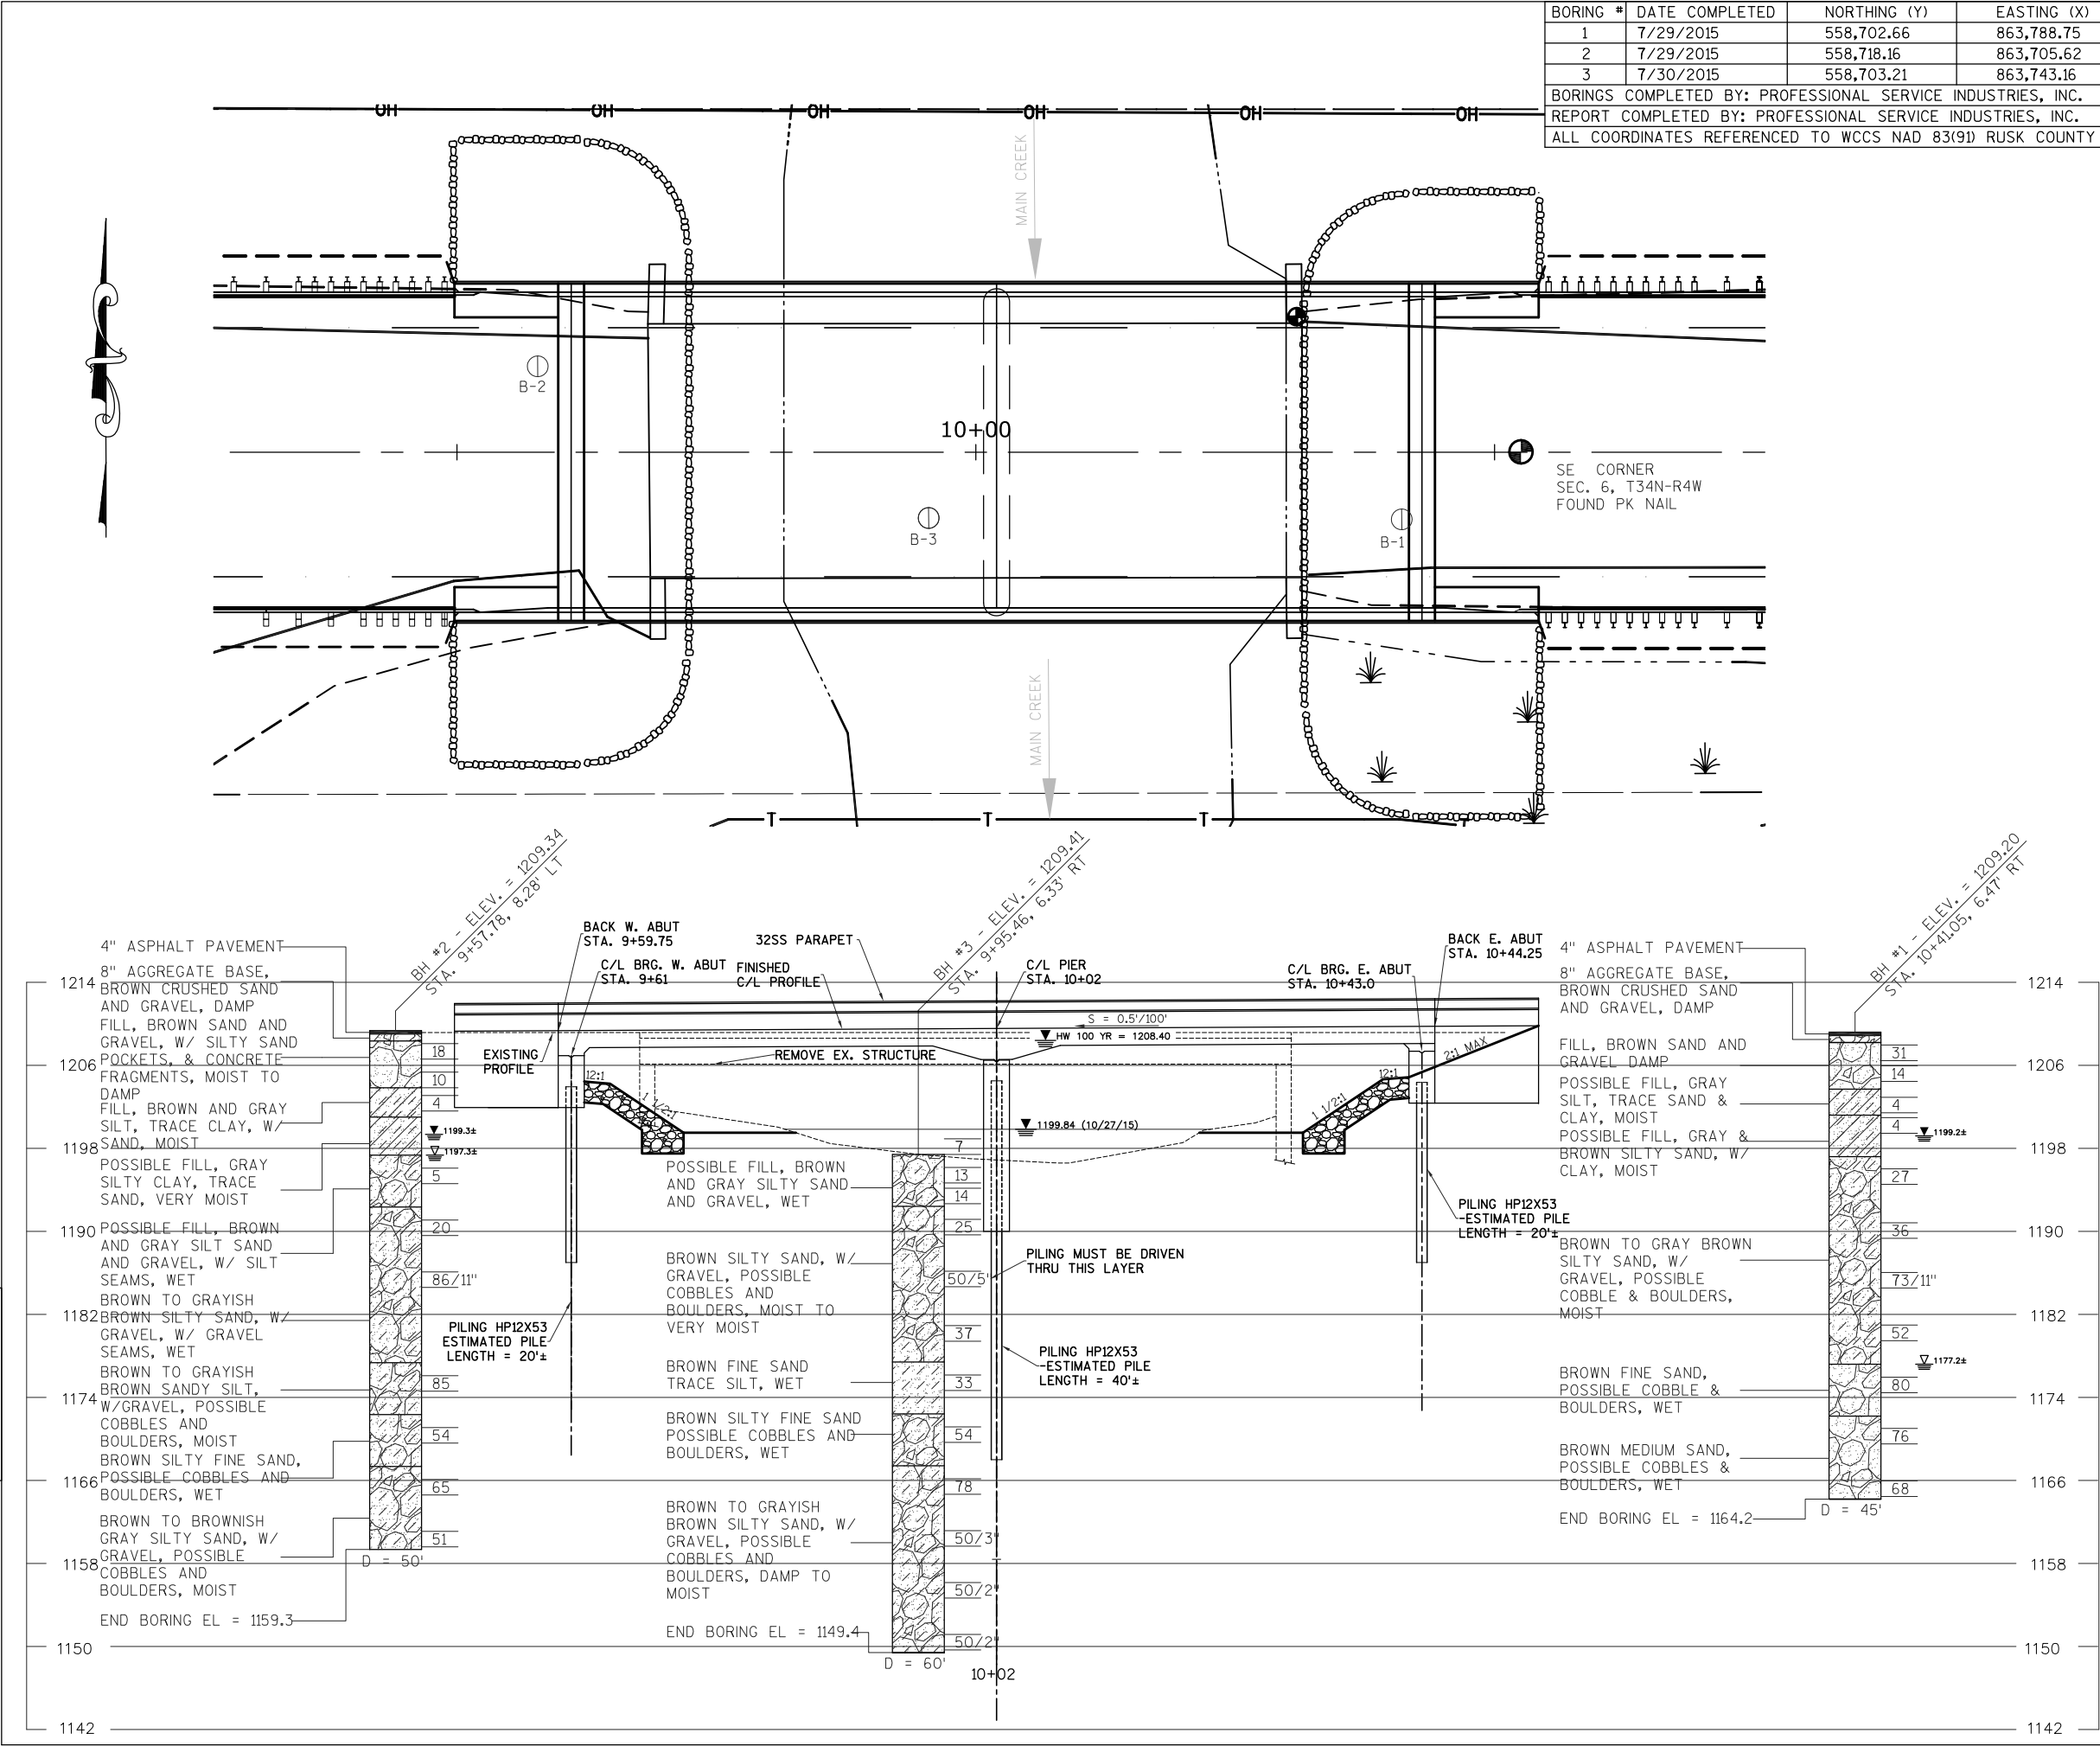 BORING # DATE COMPLETED NORTHING (Y) EASTING (X)
1 7/29/2015 558,702.66 863,788.75
2 7/29/2015 558,718.16 863,705.62
3 7/30/2015 558,703.21 863,743.16
BORINGS COMPLETED BY: PROFESSIONAL SERVICE INDUSTRIES, INC.
REPORT COMPLETED BY: PROFESSIONAL SERVICE INDUSTRIES, INC.
ALL COORDINATES REFERENCED TO WCCS NAD 83(91) RUSK COUNTY
OH OH OH OH OH OH
MAIN CREEK
B-2
10+00
SE CORNER
SEC. 6, T34N-R4W
FOUND PK NAIL
B-3
B-1
MAIN CREEK
T T T T
BH #2 - ELEV. = 1209.34
STA. 9+57.78, 8.28' LT
BH #3 - ELEV. = 1209.41
STA. 9+95.46, 6.33' RT
BH #1 - ELEV. = 1209.20
STA. 10+41.05, 6.47' RT
4" ASPHALT PAVEMENT
8" AGGREGATE BASE,
BROWN CRUSHED SAND
AND GRAVEL, DAMP
FILL, BROWN SAND AND
GRAVEL, W/ SILTY SAND
POCKETS, & CONCRETE
FRAGMENTS, MOIST TO
DAMP
FILL, BROWN AND GRAY
SILT, TRACE CLAY, W/
SAND, MOIST
POSSIBLE FILL, GRAY
SILTY CLAY, TRACE
SAND, VERY MOIST
POSSIBLE FILL, BROWN
AND GRAY SILT SAND
AND GRAVEL, W/ SILT
SEAMS, WET
BROWN TO GRAYISH
BROWN SILTY SAND, W/
GRAVEL, W/ GRAVEL
SEAMS, WET
BROWN TO GRAYISH
BROWN SANDY SILT,
W/GRAVEL, POSSIBLE
COBBLES AND
BOULDERS, MOIST
BROWN SILTY FINE SAND,
POSSIBLE COBBLES AND
BOULDERS, WET
BROWN TO BROWNISH
GRAY SILTY SAND, W/
GRAVEL, POSSIBLE
COBBLES AND
BOULDERS, MOIST
END BORING EL = 1159.3
1214
1206
1198
1190
1182
1174
1166
1158
1150
1142
18
10
4
1199.3±
1197.3±
5
20
86/11"
85
54
65
51
D = 50'
BACK W. ABUT
STA. 9+59.75
C/L BRG. W. ABUT
STA. 9+61
32SS PARAPET
FINISHED
C/L PROFILE
C/L PIER
STA. 10+02
C/L BRG. E. ABUT
STA. 10+43.0
BACK E. ABUT
STA. 10+44.25
S = 0.5'/100'
HW 100 YR = 1208.40
EXISTING
PROFILE
REMOVE EX. STRUCTURE
12:1
1 1/2:1
12:1
1 1/2:1
2:1 MAX
1199.84 (10/27/15)
PILING HP12X53
ESTIMATED PILE
LENGTH = 20'±
POSSIBLE FILL, BROWN
AND GRAY SILTY SAND
AND GRAVEL, WET
BROWN SILTY SAND, W/
GRAVEL, POSSIBLE
COBBLES AND
BOULDERS, MOIST TO
VERY MOIST
BROWN FINE SAND
TRACE SILT, WET
BROWN SILTY FINE SAND
POSSIBLE COBBLES AND
BOULDERS, WET
BROWN TO GRAYISH
BROWN SILTY SAND, W/
GRAVEL, POSSIBLE
COBBLES AND
BOULDERS, DAMP TO
MOIST
END BORING EL = 1149.4
7
13
14
25
50/5"
37
33
54
78
50/3"
50/2"
50/2"
D = 60'
10+02
PILING MUST BE DRIVEN
THRU THIS LAYER
PILING HP12X53
-ESTIMATED PILE
LENGTH = 40'±
PILING HP12X53
-ESTIMATED PILE
LENGTH = 20'±
4" ASPHALT PAVEMENT
8" AGGREGATE BASE,
BROWN CRUSHED SAND
AND GRAVEL, DAMP
FILL, BROWN SAND AND
GRAVEL DAMP
POSSIBLE FILL, GRAY
SILT, TRACE SAND &
CLAY, MOIST
POSSIBLE FILL, GRAY &
BROWN SILTY SAND, W/
CLAY, MOIST
BROWN TO GRAY BROWN
SILTY SAND, W/
GRAVEL, POSSIBLE
COBBLE & BOULDERS,
MOIST
BROWN FINE SAND,
POSSIBLE COBBLE &
BOULDERS, WET
BROWN MEDIUM SAND,
POSSIBLE COBBLES &
BOULDERS, WET
END BORING EL = 1164.2
31
14
4
4
1199.2±
27
36
73/11"
52
1177.2±
80
76
68
D = 45'
1214
1206
1198
1190
1182
1174
1166
1158
1150
1142